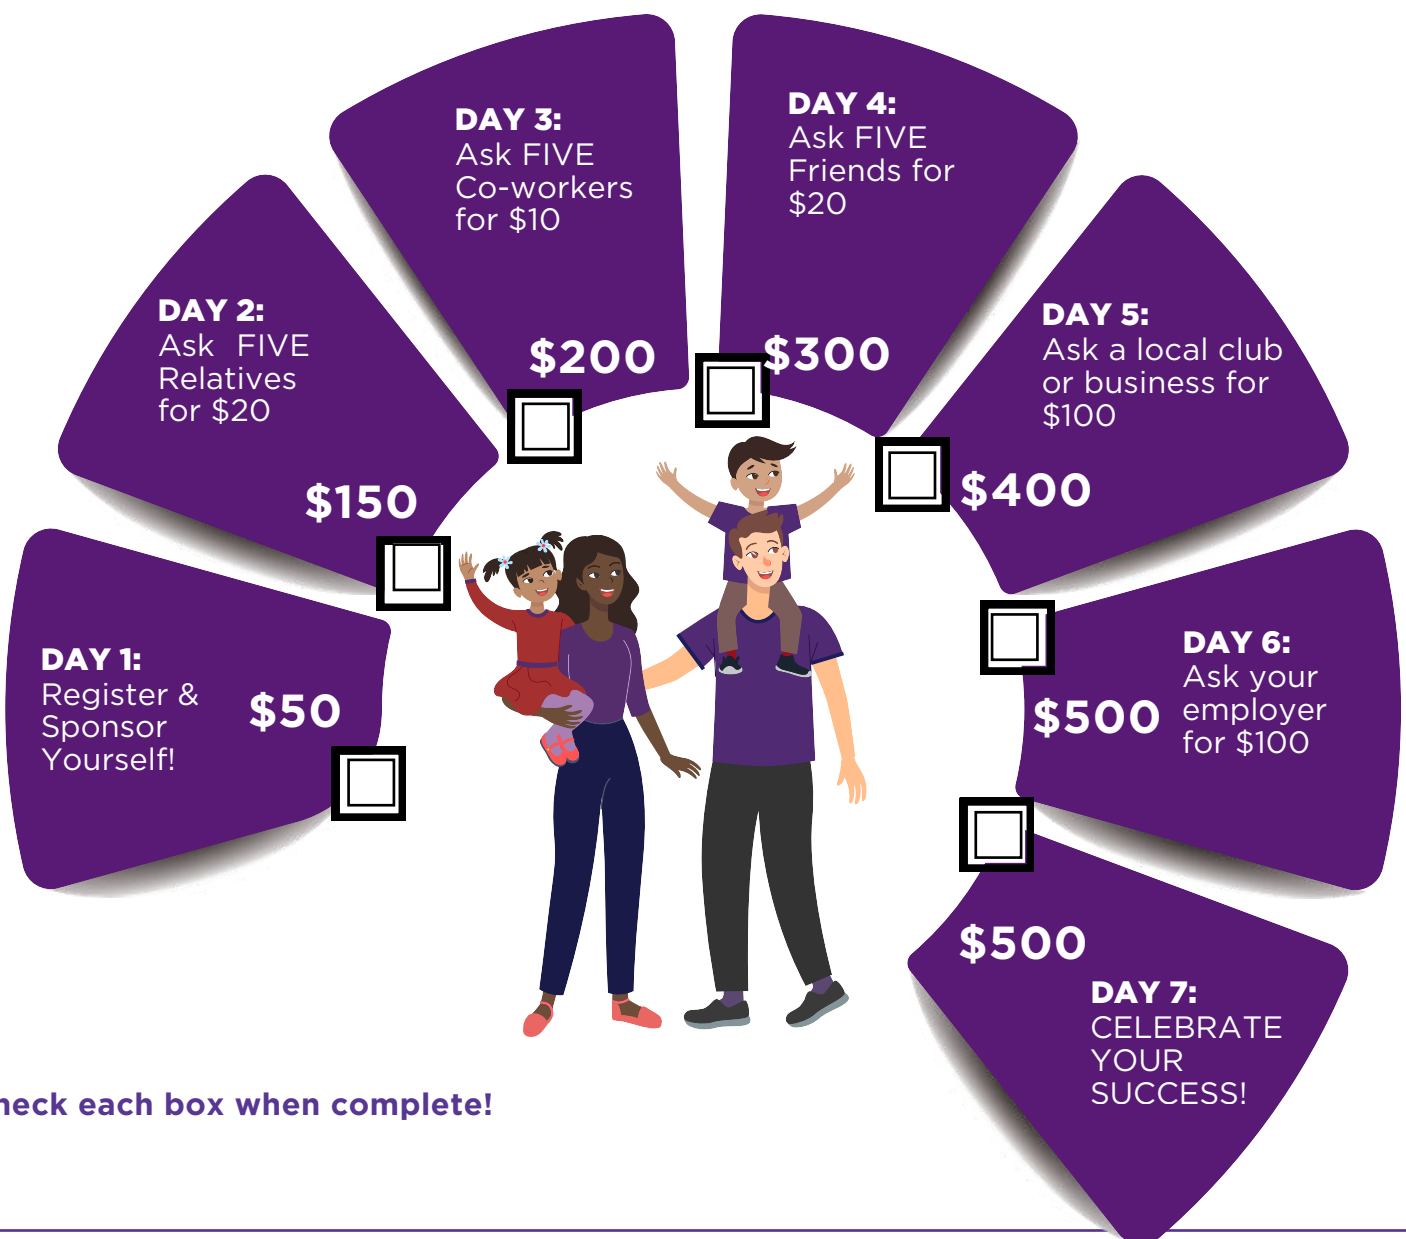 DAY 1:
Register &
Sponsor
Yourself!
$50
DAY 2:
Ask FIVE
Relatives
for $20
$150
DAY 3:
Ask FIVE
Co-workers
for $10
$200
DAY 4:
Ask FIVE
Friends for
$20
$300
DAY 5:
Ask a local club
or business for
$100
$400
DAY 6:
Ask your
employer
for $100
$500
$500
DAY 7:
CELEBRATE
YOUR
SUCCESS!
heck each box when complete!